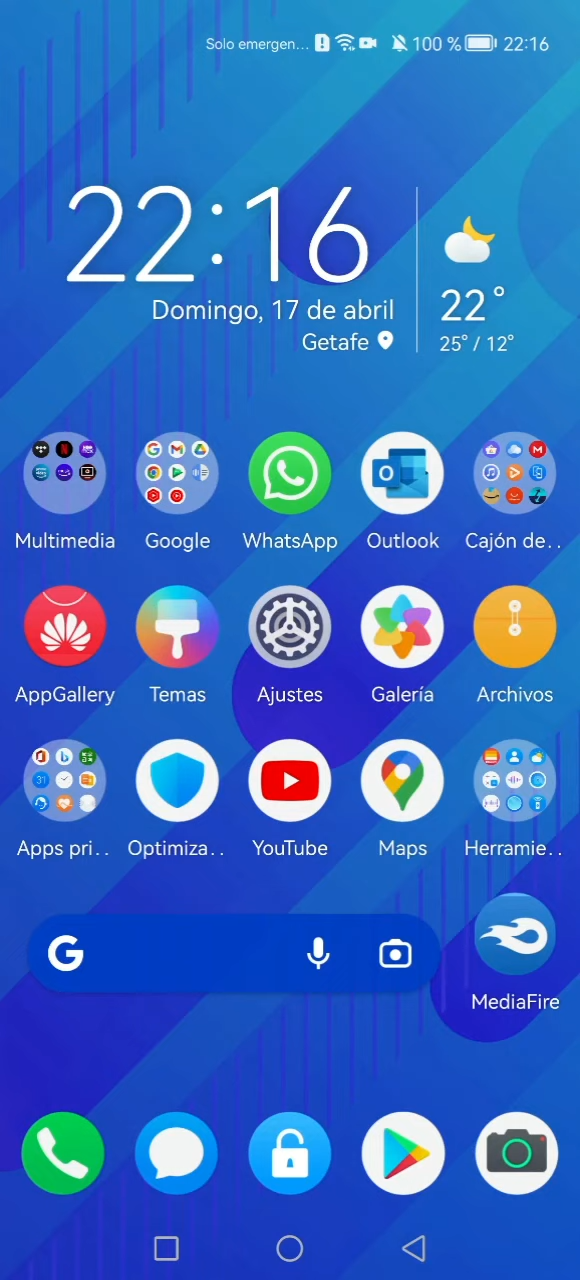 Solo emergen... 100 % 22:16
22:16
Domingo, 17 de abril
Getafe
22°
25° / 12°
Multimedia Google WhatsApp Outlook Cajón de..
AppGallery Temas Ajustes Galería Archivos
Apps pri.. Optimiza.. YouTube Maps Herramie..
MediaFire